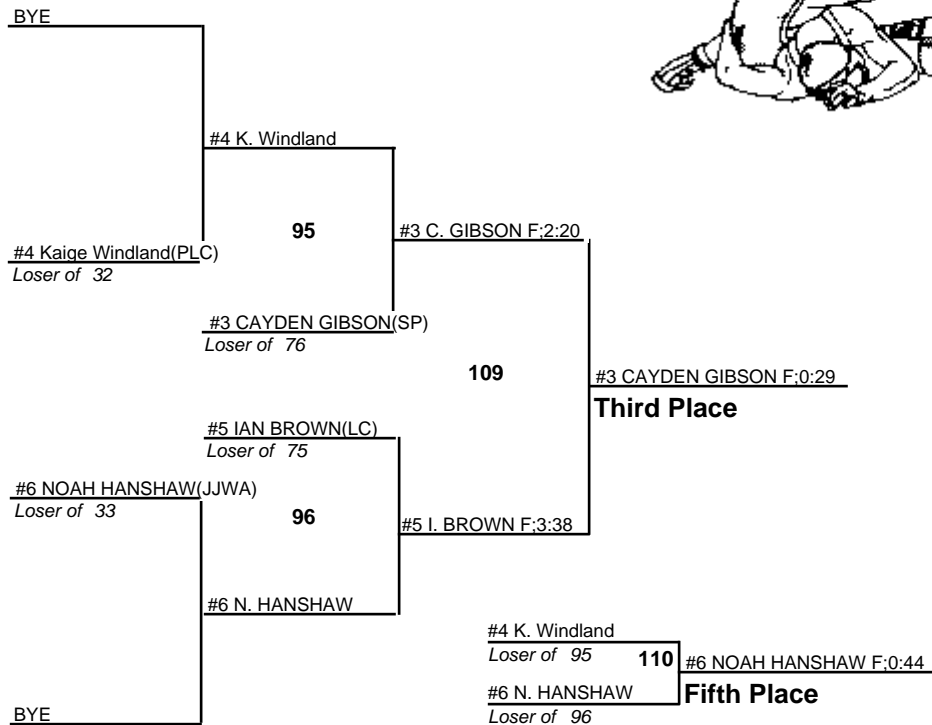 BYE
#4 K. Windland
95
#3 C. GIBSON F;2:20
#4 Kaige Windland(PLC)
Loser of 32
#3 CAYDEN GIBSON(SP)
Loser of 76
109
#3 CAYDEN GIBSON F;0:29
Third Place
#5 IAN BROWN(LC)
Loser of 75
#6 NOAH HANSHAW(JJWA)
Loser of 33
96
#5 I. BROWN F;3:38
#6 N. HANSHAW
#4 K. Windland
Loser of 95
110
#6 NOAH HANSHAW F;0:44
Fifth Place
#6 N. HANSHAW
Loser of 96
BYE